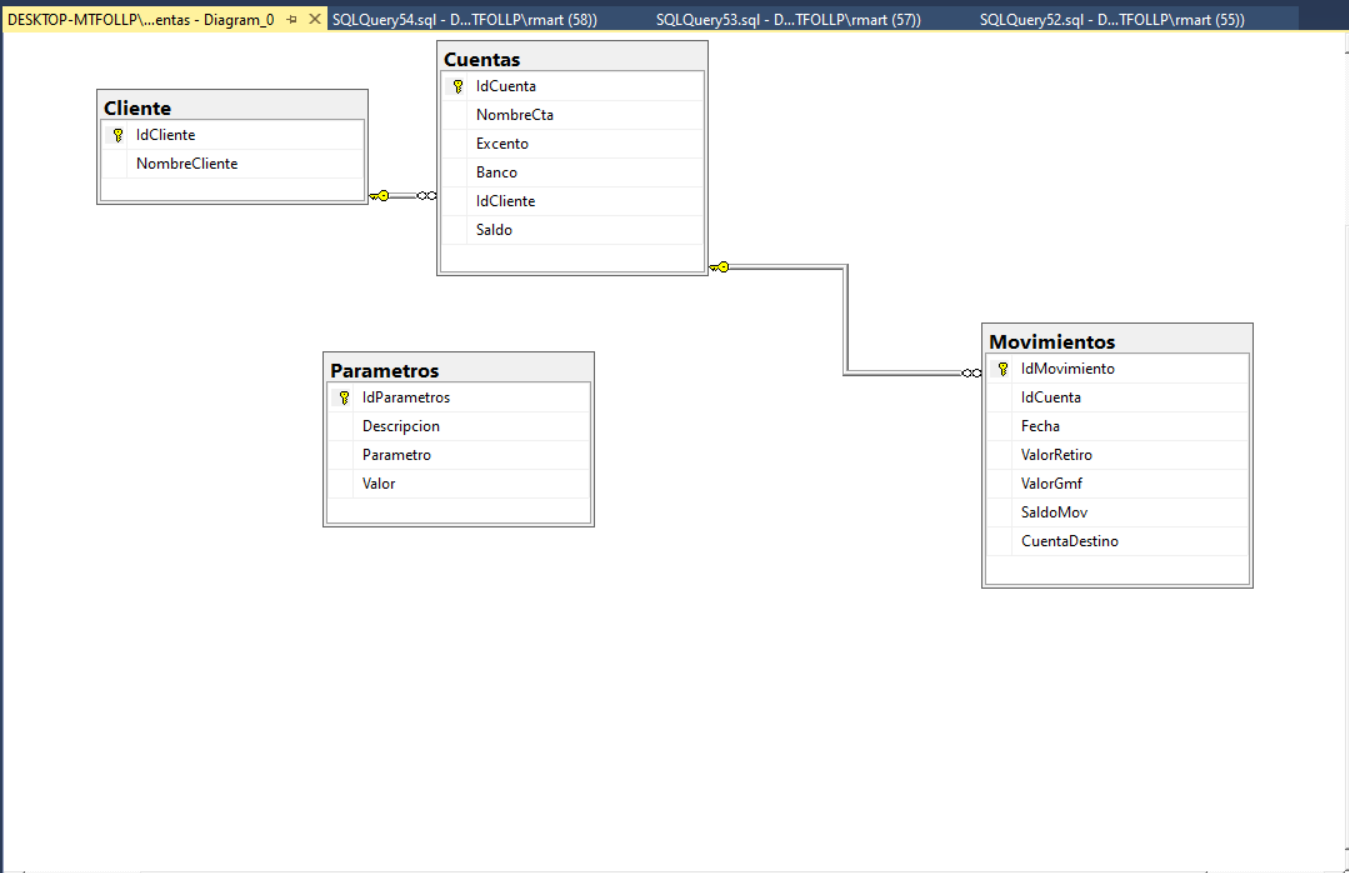 DESKTOP-MTFOLLP\...entas - Diagram_0
SQLQuery54.sql - D...TFOLLP\rmart (58))
SQLQuery53.sql - D...TFOLLP\rmart (57))
SQLQuery52.sql - D...TFOLLP\rmart (55))
Cliente
IdCliente
NombreCliente
Cuentas
IdCuenta
NombreCta
Excento
Banco
IdCliente
Saldo
Parametros
IdParametros
Descripcion
Parametro
Valor
Movimientos
IdMovimiento
IdCuenta
Fecha
ValorRetiro
ValorGmf
SaldoMov
CuentaDestino